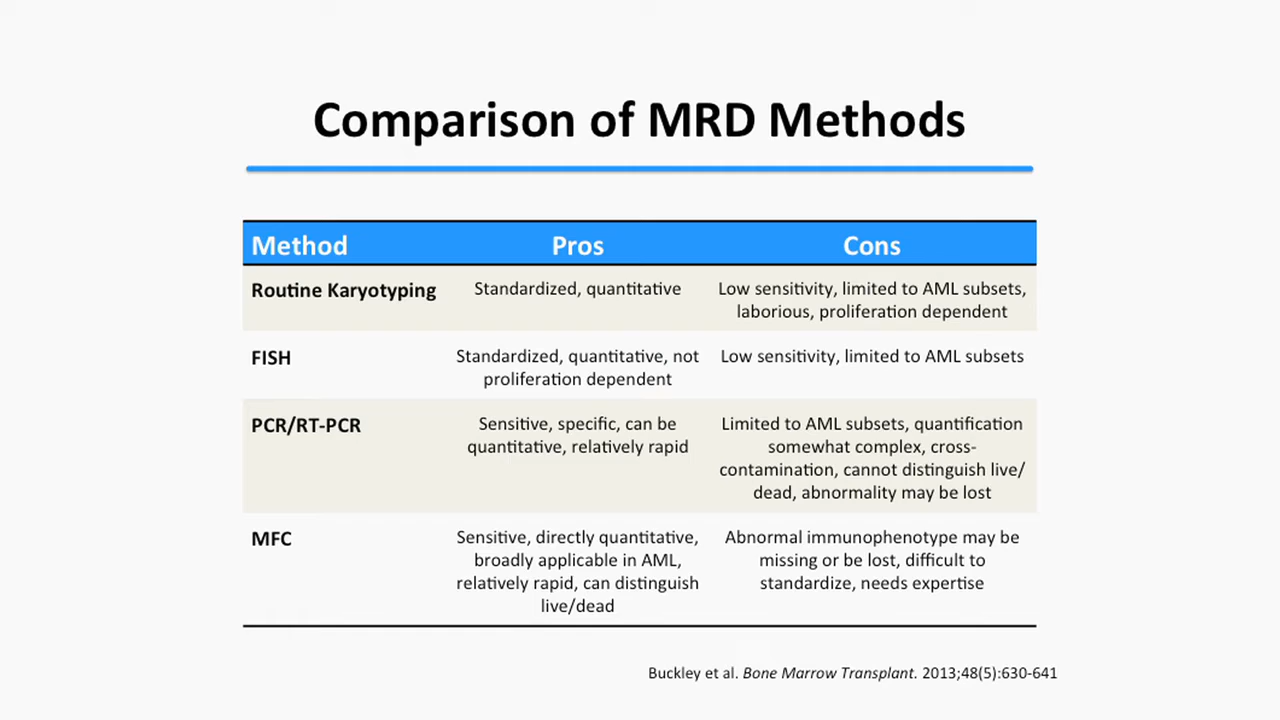 Comparison of MRD Methods
Method Pros Cons
Routine Karyotyping Standardized, quantitative Low sensitivity, limited to AML subsets,
laborious, proliferation dependent
FISH Standardized, quantitative, not Low sensitivity, limited to AML subsets
proliferation dependent
PCR/RT-PCR Sensitive, specific, can be Limited to AML subsets, quantification
quantitative, relatively rapid somewhat complex, cross-
contamination, cannot distinguish live/
dead, abnormality may be lost
MFC Sensitive, directly quantitative, Abnormal immunophenotype may be
broadly applicable in AML, missing or be lost, difficult to
relatively rapid, can distinguish standardize, needs expertise
live/dead
Buckley et al. Bone Marrow Transplant. 2013;48(5):630-641